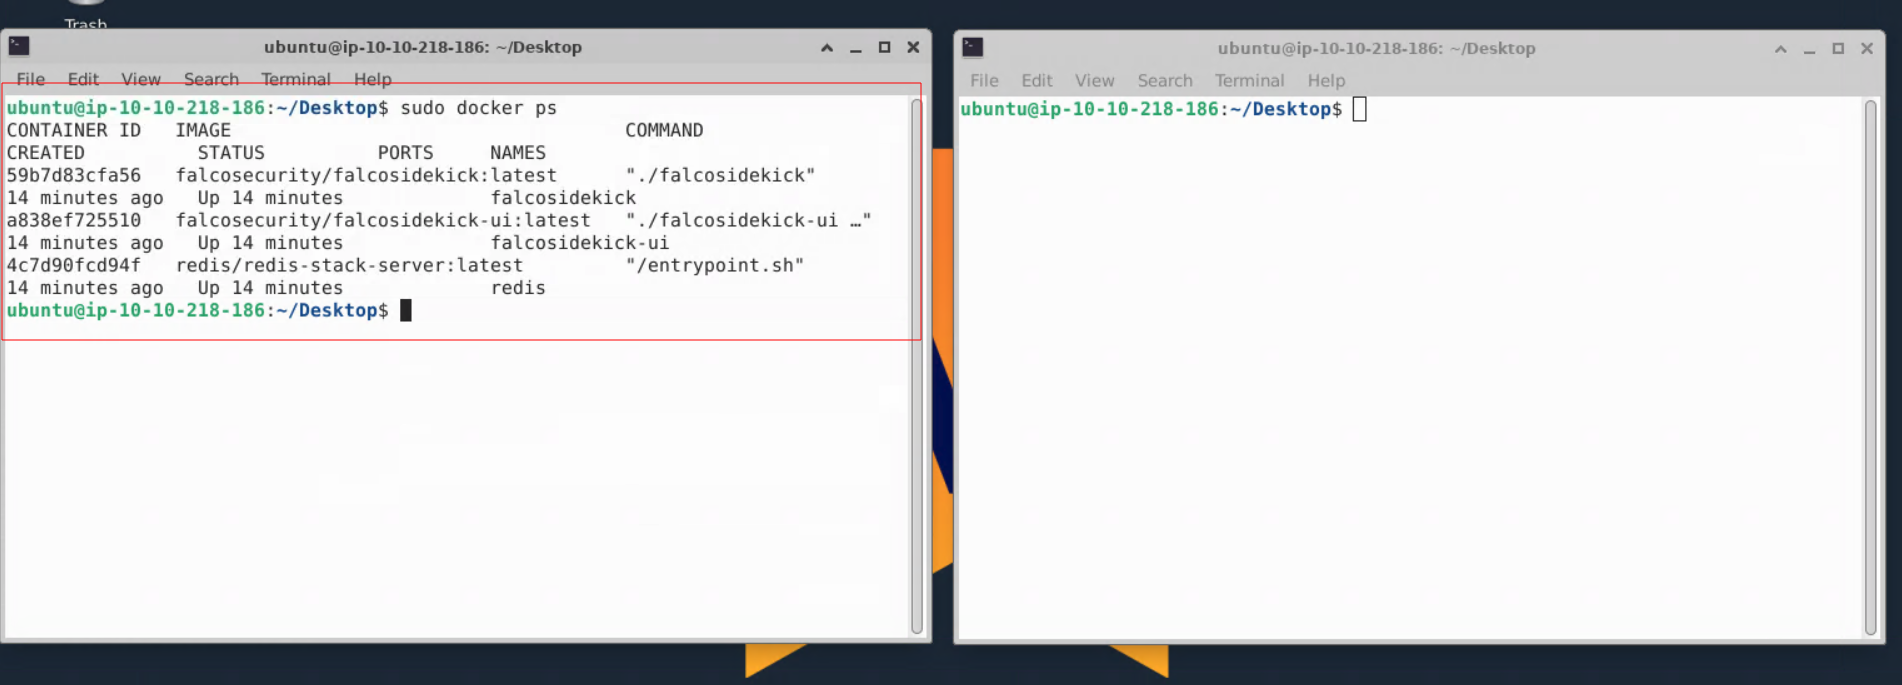 Trash
ubuntu@ip-10-10-218-186: ~/Desktop
File Edit View Search Terminal Help
ubuntu@ip-10-10-218-186:~/Desktop$ sudo docker ps
CONTAINER ID   IMAGE                                   COMMAND
CREATED          STATUS          PORTS     NAMES
59b7d83cfa56   falcosecurity/falcosidekick:latest      "./falcosidekick"
14 minutes ago   Up 14 minutes             falcosidekick
a838ef725510   falcosecurity/falcosidekick-ui:latest   "./falcosidekick-ui …"
14 minutes ago   Up 14 minutes             falcosidekick-ui
4c7d90fcd94f   redis/redis-stack-server:latest         "/entrypoint.sh"
14 minutes ago   Up 14 minutes             redis
ubuntu@ip-10-10-218-186:~/Desktop$
ubuntu@ip-10-10-218-186: ~/Desktop
File Edit View Search Terminal Help
ubuntu@ip-10-10-218-186:~/Desktop$